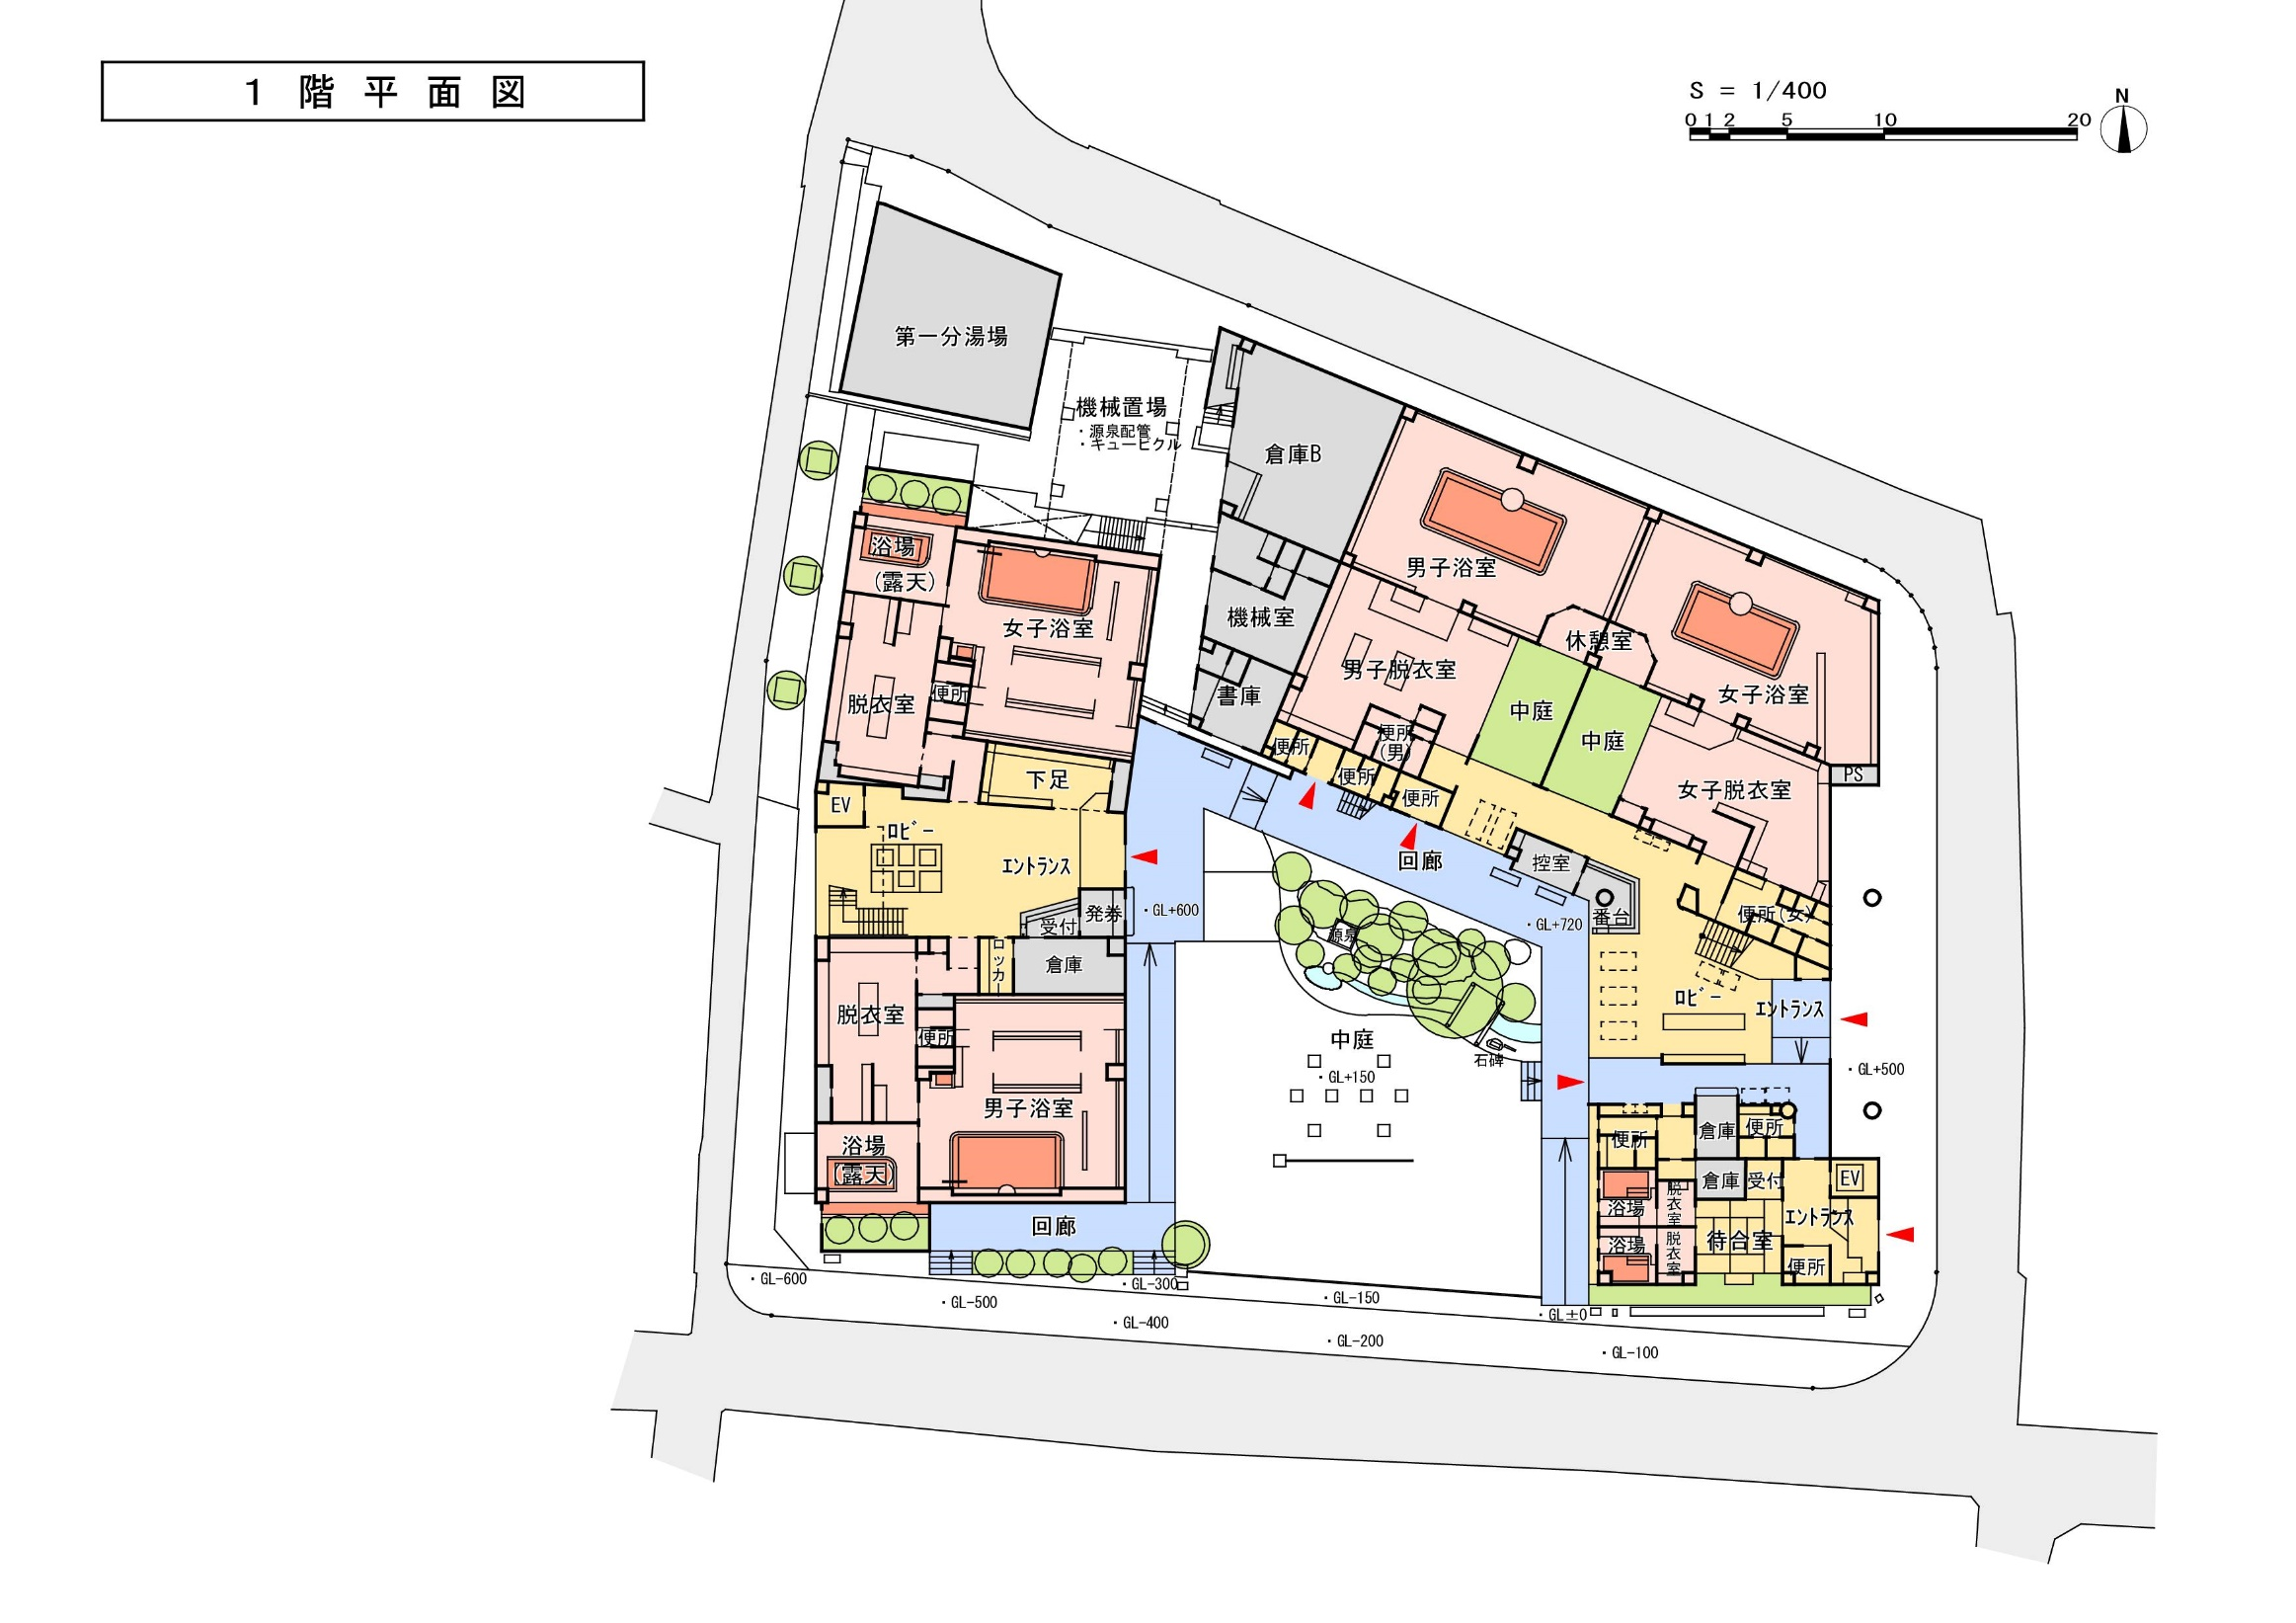 1階平面図
S = 1/400
0 1 2 5 10 20
N
第一分湯場
機械置場
・源泉配管
・キュービクル
倉庫B
男子浴室
浴場
(露天)
女子浴室
機械室
休憩室
男子脱衣室
女子浴室
脱衣室
便所
書庫
中庭
中庭
便所
便所
(男)
便所
便所
PS
女子脱衣室
下足
EV
ロビー
エントランス
回廊
控室
受付
発券
・GL+600
・GL+720
番台
便所(女)
源泉
ロッカー
倉庫
ロビー
エントランス
脱衣室
便所
中庭
・GL+150
石碑
・GL+500
男子浴室
浴場
(露天)
便所
倉庫
便所
倉庫
受付
EV
浴場
脱衣室
エントランス
浴場
脱衣室
待合室
便所
回廊
・GL-600
・GL-500
・GL-300
・GL-400
・GL-150
・GL-200
・GL±0
・GL-100